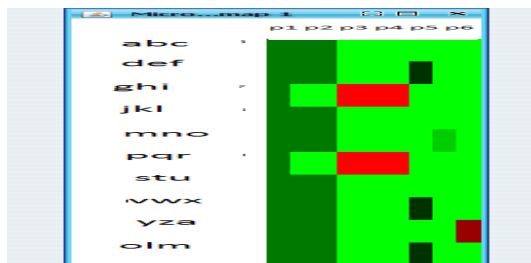 Micro...map 1
p1 p2 p3 p4 p5 p6
abc
def
ghi
jkl
mno
pqr
stu
vwx
yza
olm